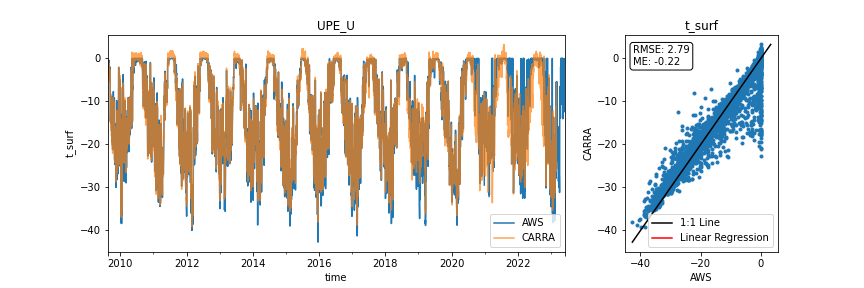 UPE_U
t_surf
0
−10
−20
−30
−40
t_surf
2010
2012
2014
2016
2018
2020
2022
time
AWS
CARRA
t_surf
RMSE: 2.79
ME: -0.22
0
−10
−20
−30
−40
CARRA
1:1 Line
Linear Regression
−40
−20
0
AWS